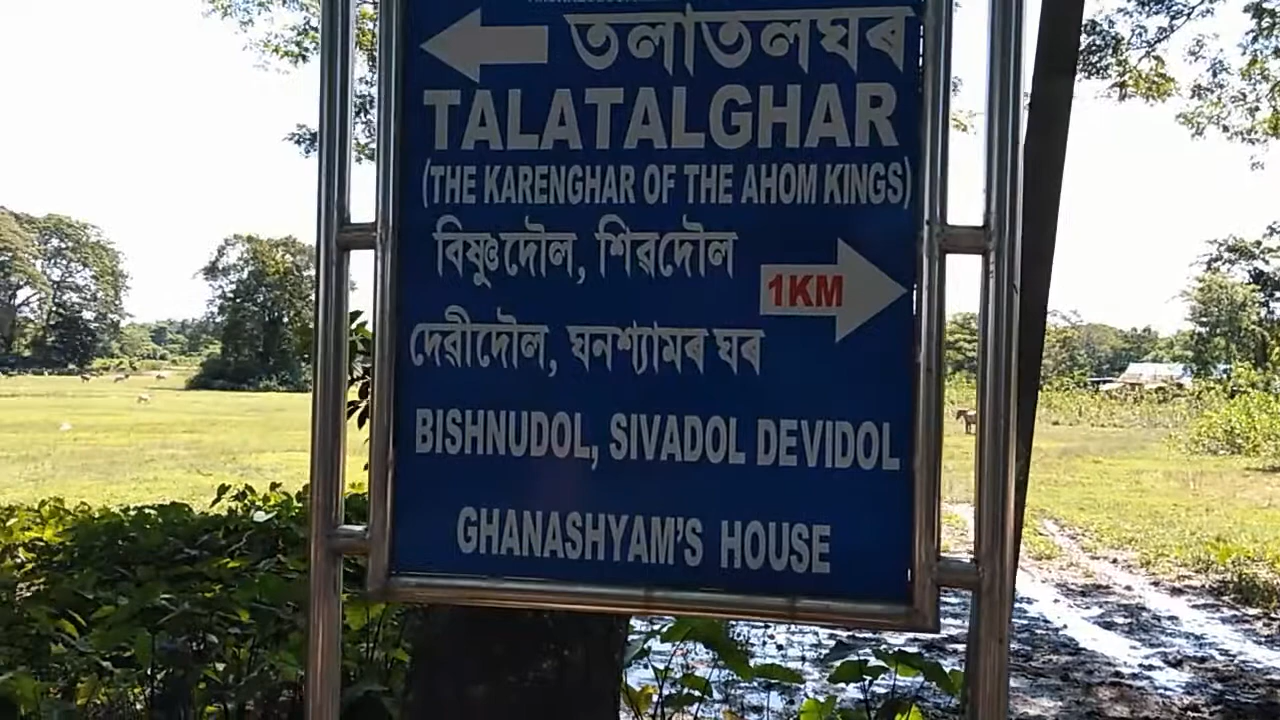 তলাতলঘৰ
TALATALGHAR
(THE KARENGHAR OF THE AHOM KINGS)
বিষ্ণুদৌল, শিৱদৌল
1KM
দেৱীদৌল, ঘনশ্যামৰ ঘৰ
BISHNUDOL, SIVADOL DEVIDOL
GHANASHYAM'S HOUSE